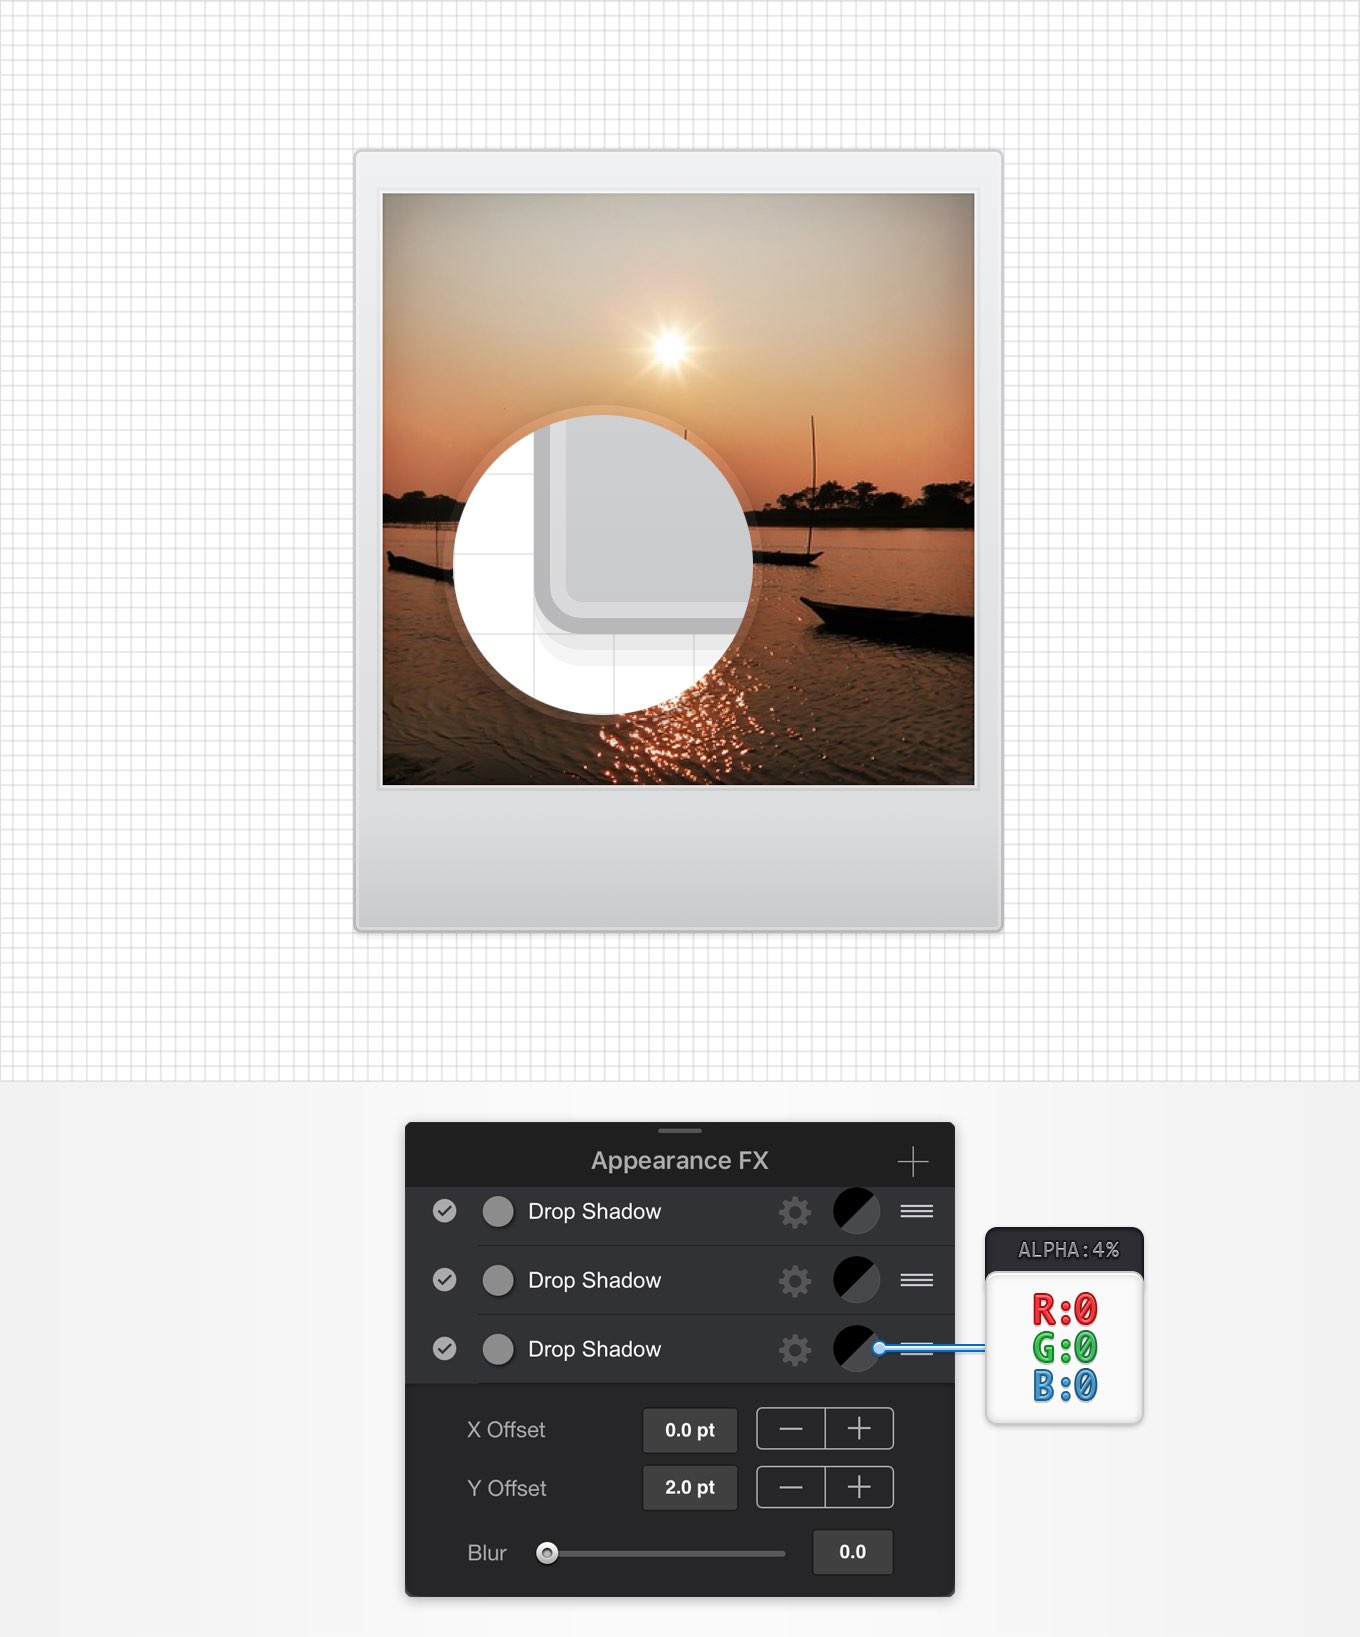 Appearance FX
Drop Shadow
Drop Shadow
ALPHA:4%
R:0
G:0
B:0
Drop Shadow
X Offset 0.0 pt
Y Offset 2.0 pt
Blur 0.0